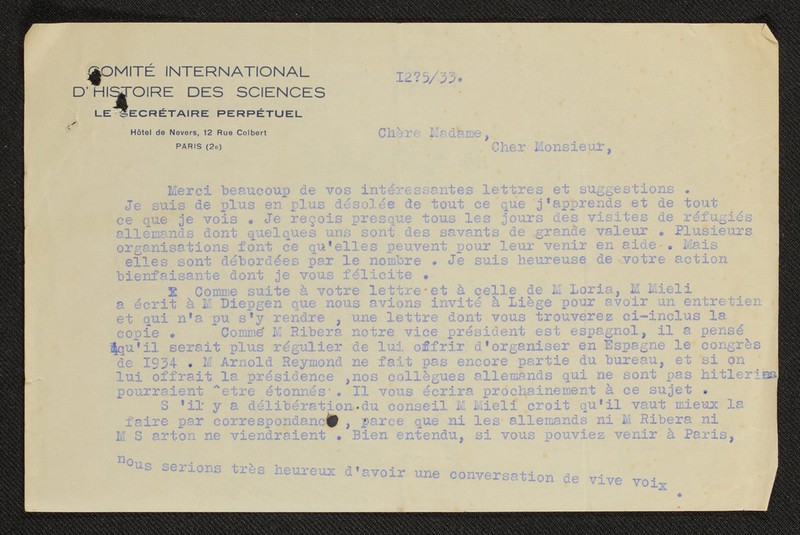 COMITÉ INTERNATIONAL
D'HISTOIRE DES SCIENCES
LE SECRÉTAIRE PERPÉTUEL
Hôtel de Nevers, 12 Rue Colbert
PARIS (2e)
I275/33.
Chère Madame,
Cher Monsieur,
Merci beaucoup de vos intéressantes lettres et suggestions .
Je suis de plus en plus désolée de tout ce que j'apprends et de tout
ce que je vois . Je reçois presque tous les jours des visites de réfugiés
allemands dont quelques uns sont des savants de grande valeur . Plusieurs
organisations font ce qu'elles peuvent pour leur venir en aide . Mais
elles sont débordées par le nombre . Je suis heureuse de votre action
bienfaisante dont je vous félicite .
Comme suite à votre lettre et à celle de M Loria, M Mieli
a écrit à M Diepgen que nous avions invité à Liège pour avoir un entretien
et qui n'a pu s'y rendre , une lettre dont vous trouverez ci-inclus la
copie . Comme M Ribera notre vice président est espagnol, il a pensé
qu'il serait plus régulier de lui offrir d'organiser en Espagne le congrès
de I934 . M Arnold Reymond ne fait pas encore partie du bureau, et si on
lui offrait la présidence ,nos collègues allemands qui ne sont pas hitleriens
pourraient ^etre étonnés . Il vous écrira prochainement à ce sujet .
S 'il y a délibération du conseil M Mieli croit qu'il vaut mieux la
faire par correspondance , parce que ni les allemands ni M Ribera ni
M S arton ne viendraient . Bien entendu, si vous pouviez venir à Paris,
nous serions très heureux d'avoir une conversation de vive voix .